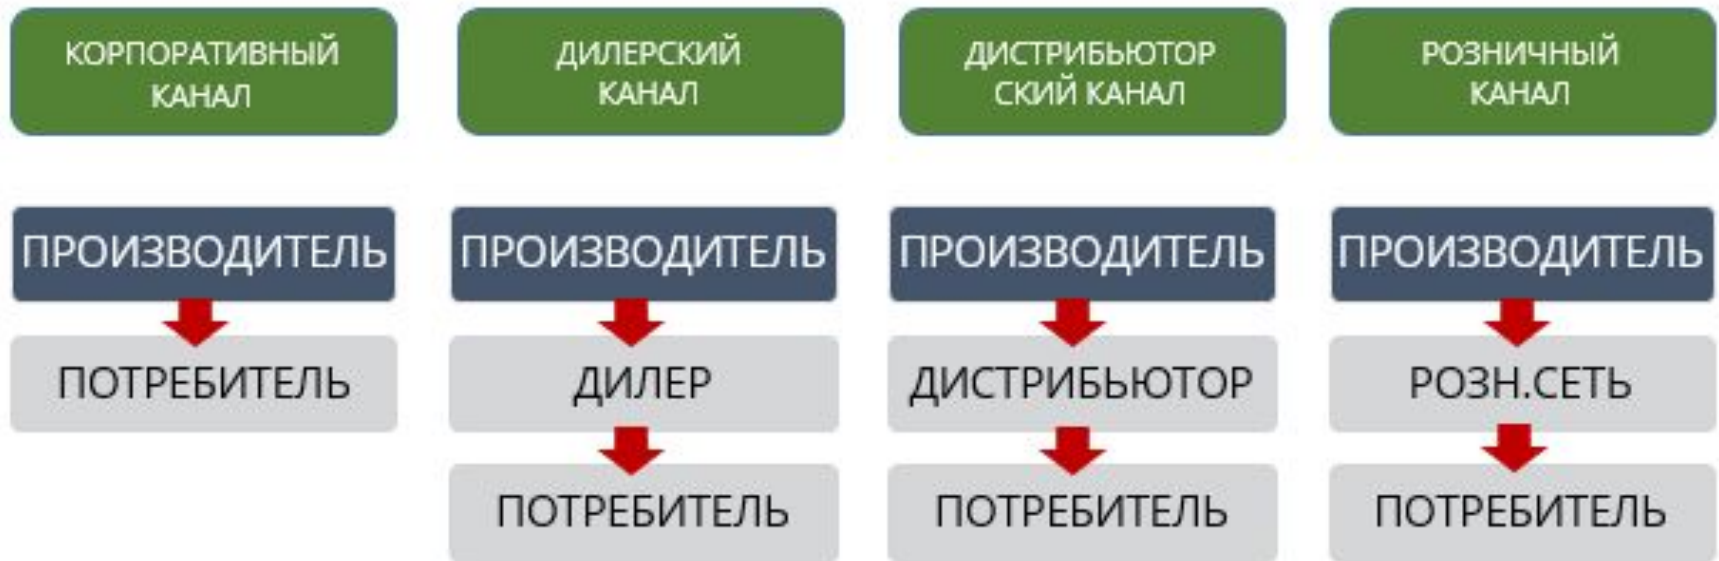 КОРПОРАТИВНЫЙ
КАНАЛ
ДИЛЕРСКИЙ
КАНАЛ
ДИСТРИБЬЮТОР
СКИЙ КАНАЛ
РОЗНИЧНЫЙ
КАНАЛ
ПРОИЗВОДИТЕЛЬ
ПРОИЗВОДИТЕЛЬ
ПРОИЗВОДИТЕЛЬ
ПРОИЗВОДИТЕЛЬ
ПОТРЕБИТЕЛЬ
ДИЛЕР
ДИСТРИБЬЮТОР
РОЗН.СЕТЬ
ПОТРЕБИТЕЛЬ
ПОТРЕБИТЕЛЬ
ПОТРЕБИТЕЛЬ